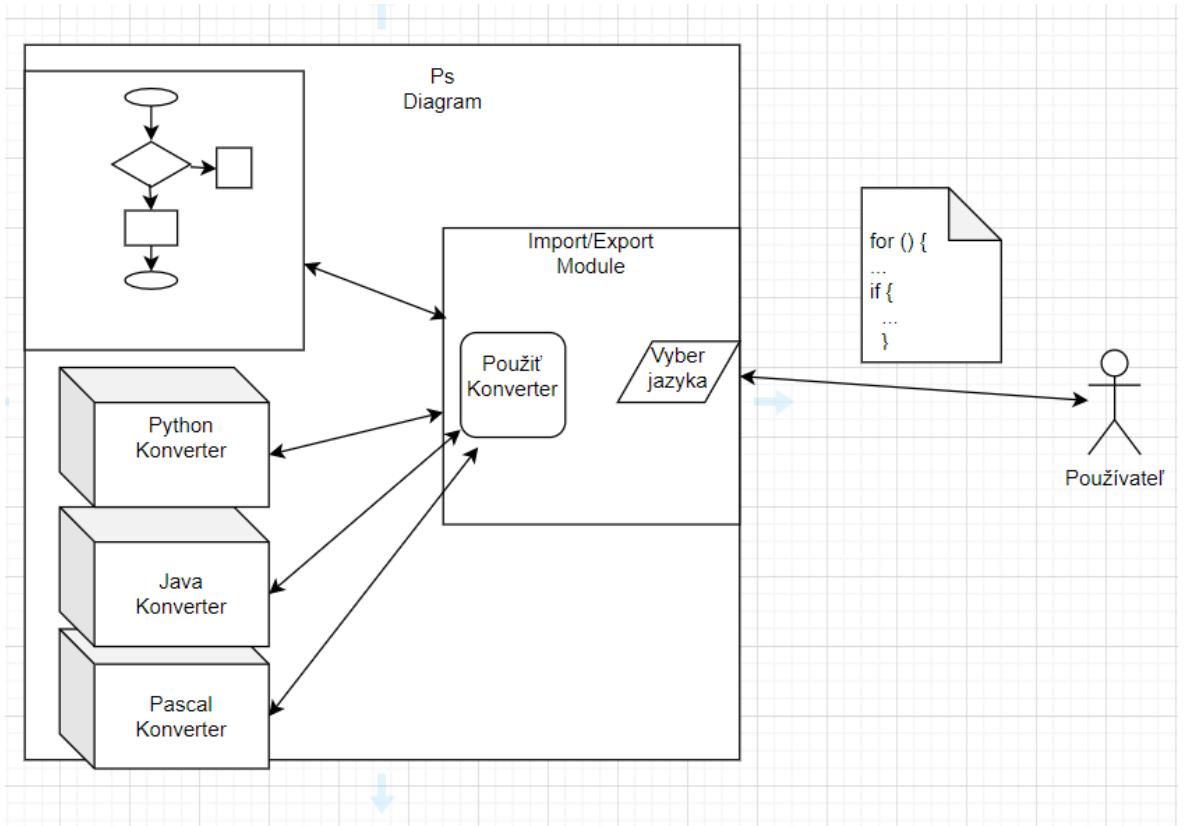 Ps
Diagram
Import/Export
Module
Použiť
Konverter
Vyber
jazyka
for () {
...
if {
...
}
Používateľ
Python
Konverter
Java
Konverter
Pascal
Konverter